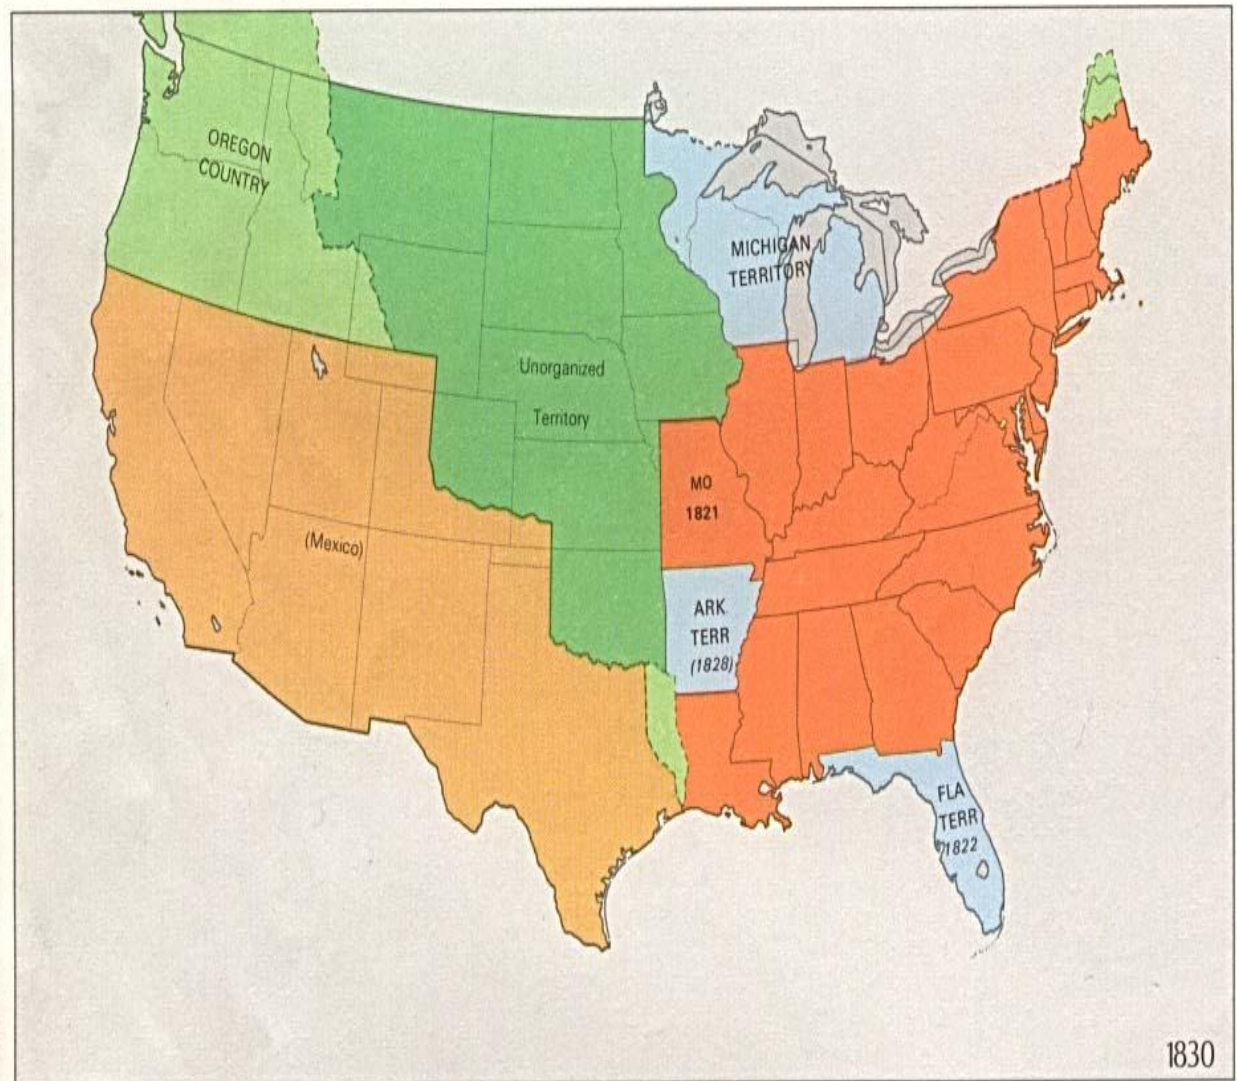 OREGON
COUNTRY
MICHIGAN
TERRITORY
Unorganized
Territory
MO
1821
(Mexico)
ARK
TERR
(1828)
FLA
TERR
1822
1830